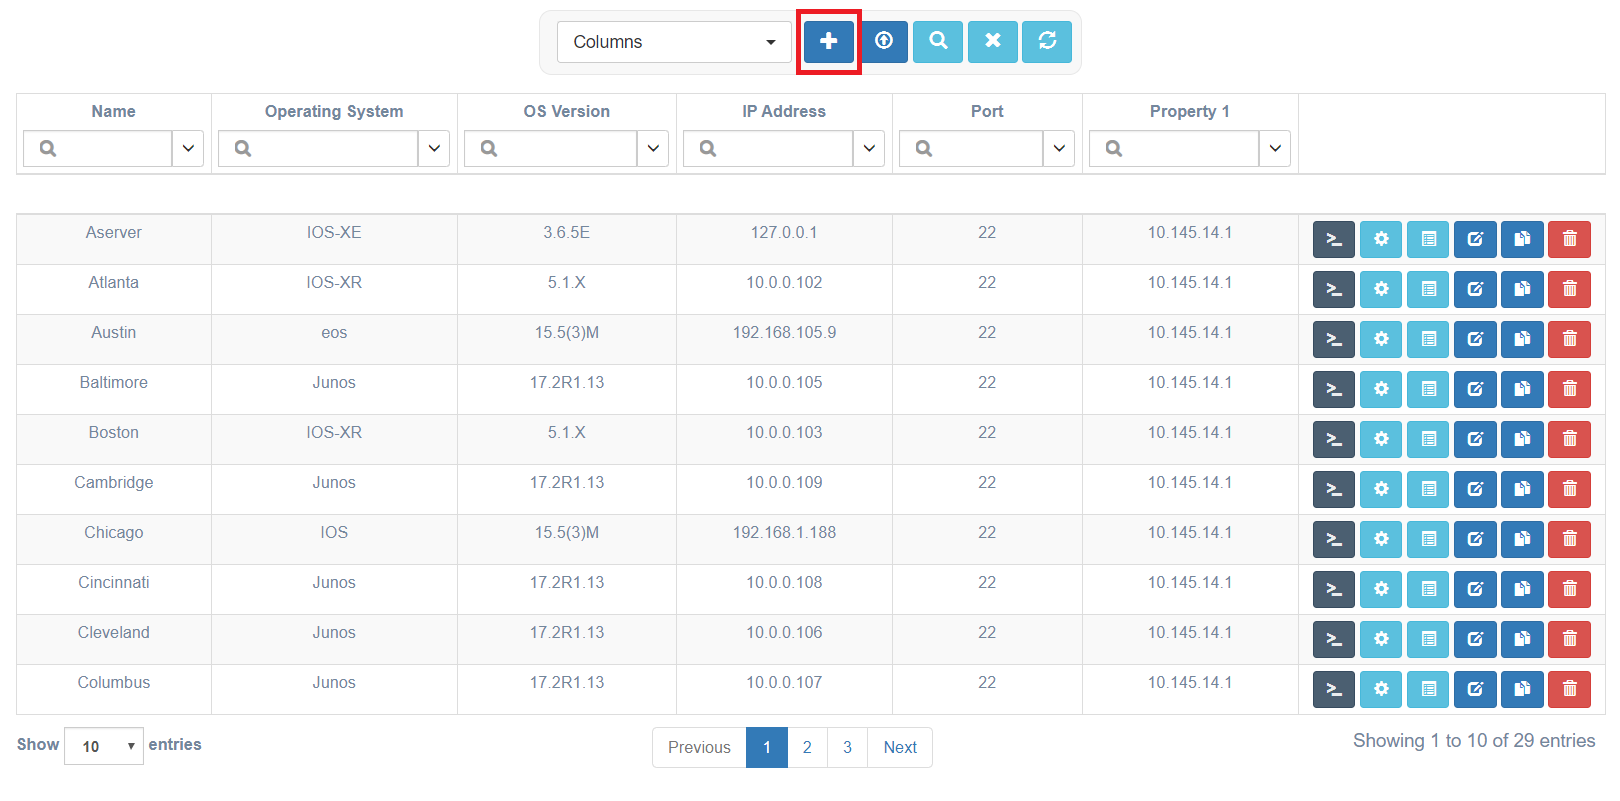 Columns
Name Operating System OS Version IP Address Port Property 1
Aserver IOS-XE 3.6.5E 127.0.0.1 22 10.145.14.1
Atlanta IOS-XR 5.1.X 10.0.0.102 22 10.145.14.1
Austin eos 15.5(3)M 192.168.105.9 22 10.145.14.1
Baltimore Junos 17.2R1.13 10.0.0.105 22 10.145.14.1
Boston IOS-XR 5.1.X 10.0.0.103 22 10.145.14.1
Cambridge Junos 17.2R1.13 10.0.0.109 22 10.145.14.1
Chicago IOS 15.5(3)M 192.168.1.188 22 10.145.14.1
Cincinnati Junos 17.2R1.13 10.0.0.108 22 10.145.14.1
Cleveland Junos 17.2R1.13 10.0.0.106 22 10.145.14.1
Columbus Junos 17.2R1.13 10.0.0.107 22 10.145.14.1
Show 10 entries Previous 1 2 3 Next Showing 1 to 10 of 29 entries